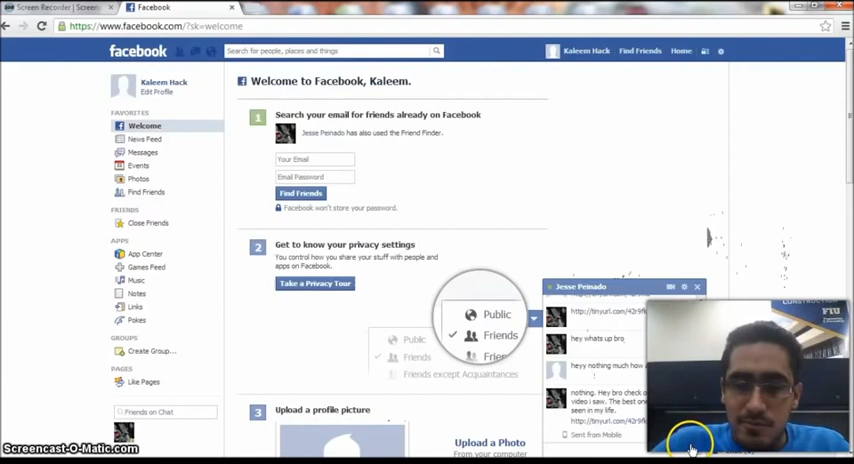 Screen Recorder | Screen
Facebook
https://www.facebook.com/?sk=welcome
facebook
Search for people, places and things
Kaleem Hack
Find Friends
Home
Kaleem Hack
Edit Profile
FAVORITES
Welcome
News Feed
Messages
Events
Photos
Find Friends
FRIENDS
Close Friends
APPS
App Center
Games Feed
Music
Notes
Links
Pokes
GROUPS
Create Group...
PAGES
Like Pages
Friends on Chat
Welcome to Facebook, Kaleem.
1
Search your email for friends already on Facebook
Jesse Peinado has also used the Friend Finder.
Your Email
Email Password
Find Friends
Facebook won't store your password.
2
Get to know your privacy settings
You control how you share your stuff with people and
apps on Facebook.
Take a Privacy Tour
Public
Friends
Public
Friends
Friends except Acquaintances
3
Upload a profile picture
Upload a Photo
From your computer
Jesse Peinado
hey whats up bro
heyy nothing much how
nothing. Hey bro check o
video i saw. The best one
seen in my life.
Sent from Mobile
CONSTRUCTION
FIU
Screencast-O-Matic.com